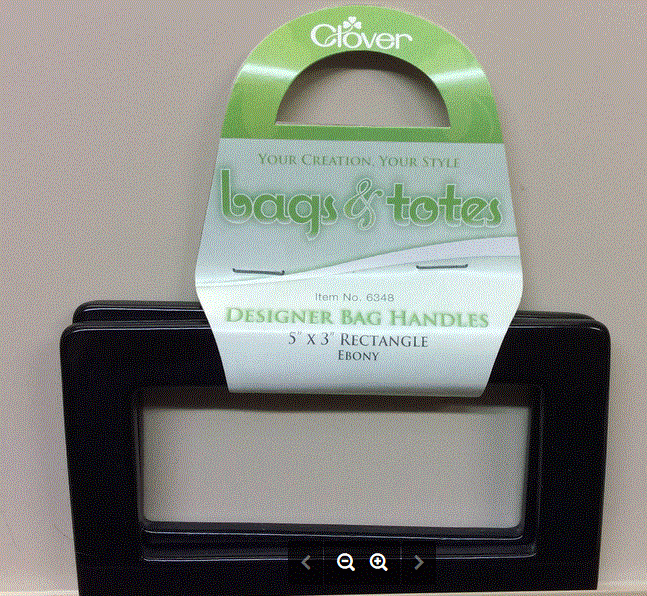 Clover
Your Creation, Your Style
bags & totes
Item No. 6348
Designer Bag Handles
5" x 3" Rectangle
Ebony